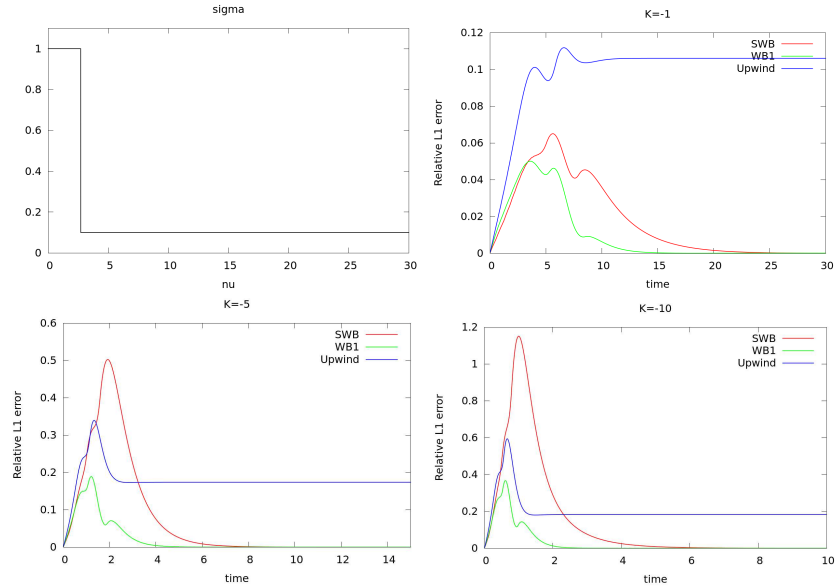 sigma
1
0.8
0.6
0.4
0.2
0
0 5 10 15 20 25 30
nu
K=-1
Relative L1 error
0.12
0.1
0.08
0.06
0.04
0.02
0
SWB
WB1
Upwind
0 5 10 15 20 25 30
time
K=-5
Relative L1 error
0.6
0.5
0.4
0.3
0.2
0.1
0
SWB
WB1
Upwind
0 2 4 6 8 10 12 14
time
K=-10
Relative L1 error
1.2
1
0.8
0.6
0.4
0.2
0
SWB
WB1
Upwind
0 2 4 6 8 10
time